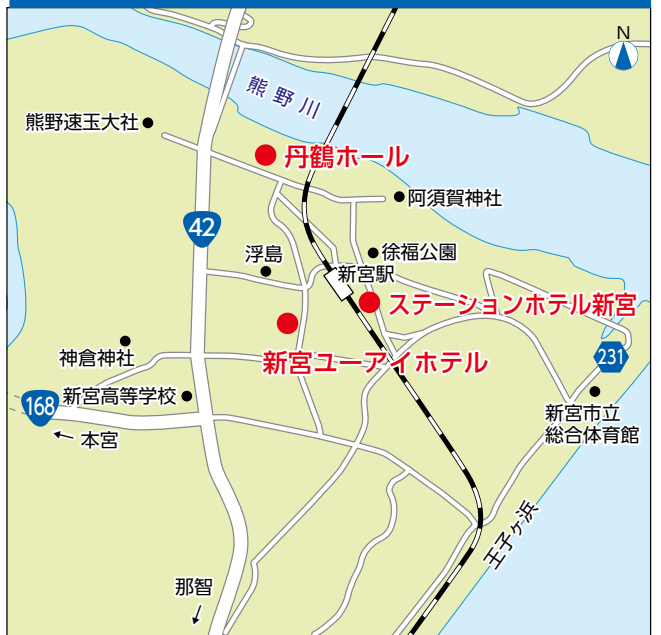 N
熊野川
熊野速玉大社
丹鶴ホール
阿須賀神社
42
浮島
徐福公園
新宮駅
ステーションホテル新宮
神倉神社
新宮ユーアイホテル
231
新宮高等学校
168
新宮市立
総合体育館
← 本宮
王子ヶ浜
那智
↓